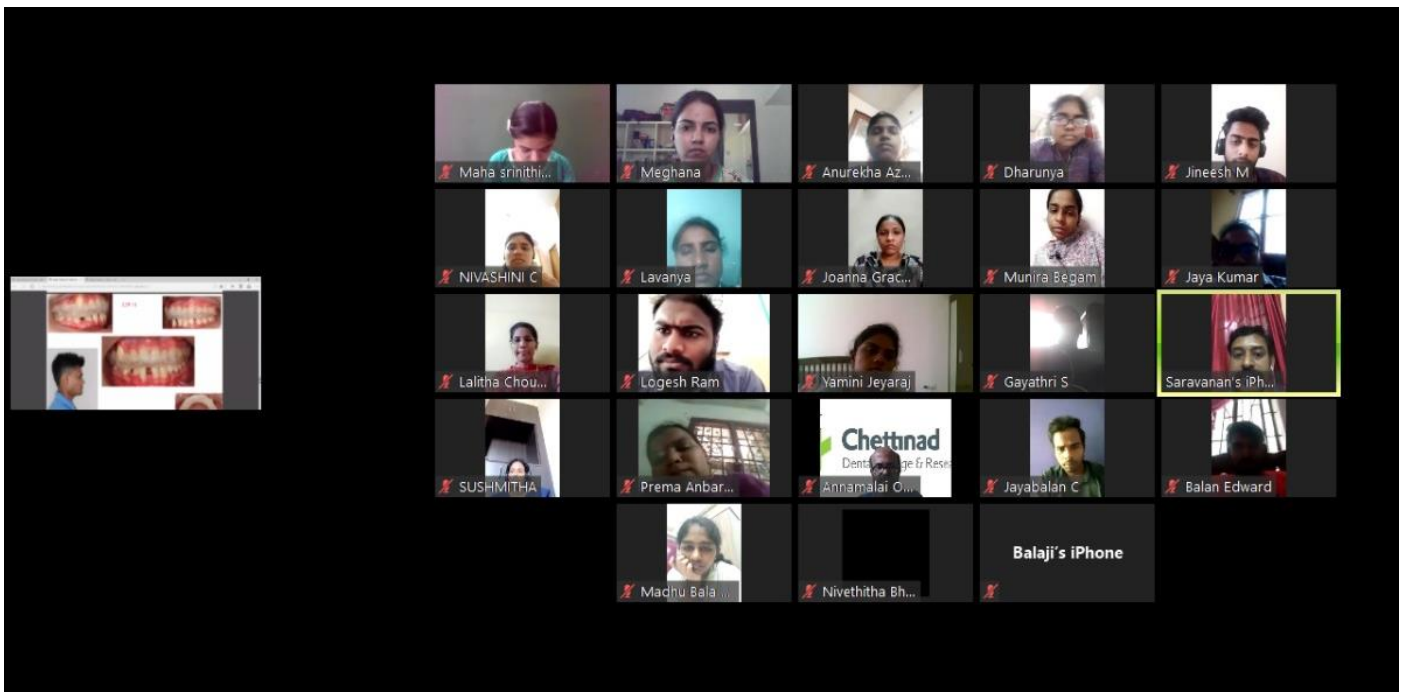 Maha srinithi...
Meghana
Anurekha Az...
Dharunya
Jineesh M
NIVASHINI C
Lavanya
Joanna Grac...
Munira Begam
Jaya Kumar
Lalitha Chou...
Logesh Ram
Yamini Jeyaraj
Gayathri S
Saravanan's iPh...
SUSHMITHA
Prema Anbar...
Chettinad
Annamalai O...
Jayabalan C
Balan Edward
Madhu Bala ...
Nivethitha Bh...
Balaji's iPhone